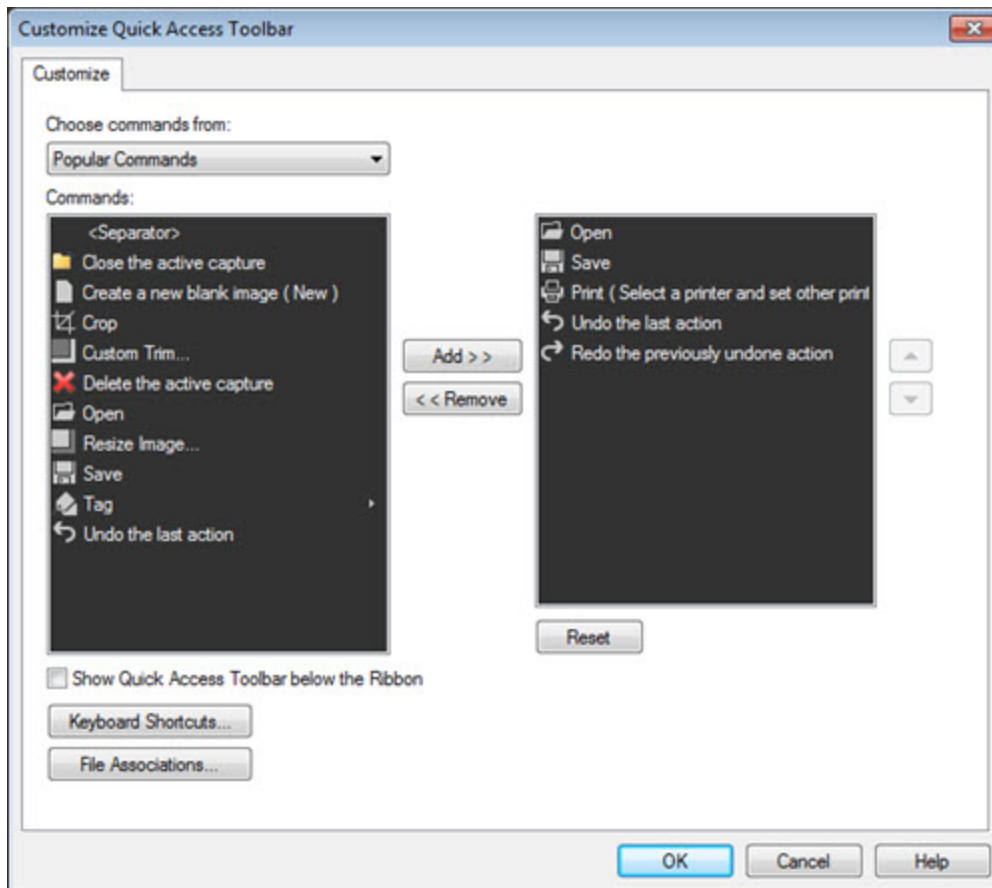 Customize Quick Access Toolbar
Customize
Choose commands from:
Popular Commands
Commands:
<Separator>
Close the active capture
Create a new blank image ( New )
Crop
Custom Trim...
Delete the active capture
Open
Resize Image...
Save
Tag
Undo the last action
Add > >
< < Remove
Open
Save
Print ( Select a printer and set other print
Undo the last action
Redo the previously undone action
Reset
Show Quick Access Toolbar below the Ribbon
Keyboard Shortcuts...
File Associations...
OK
Cancel
Help